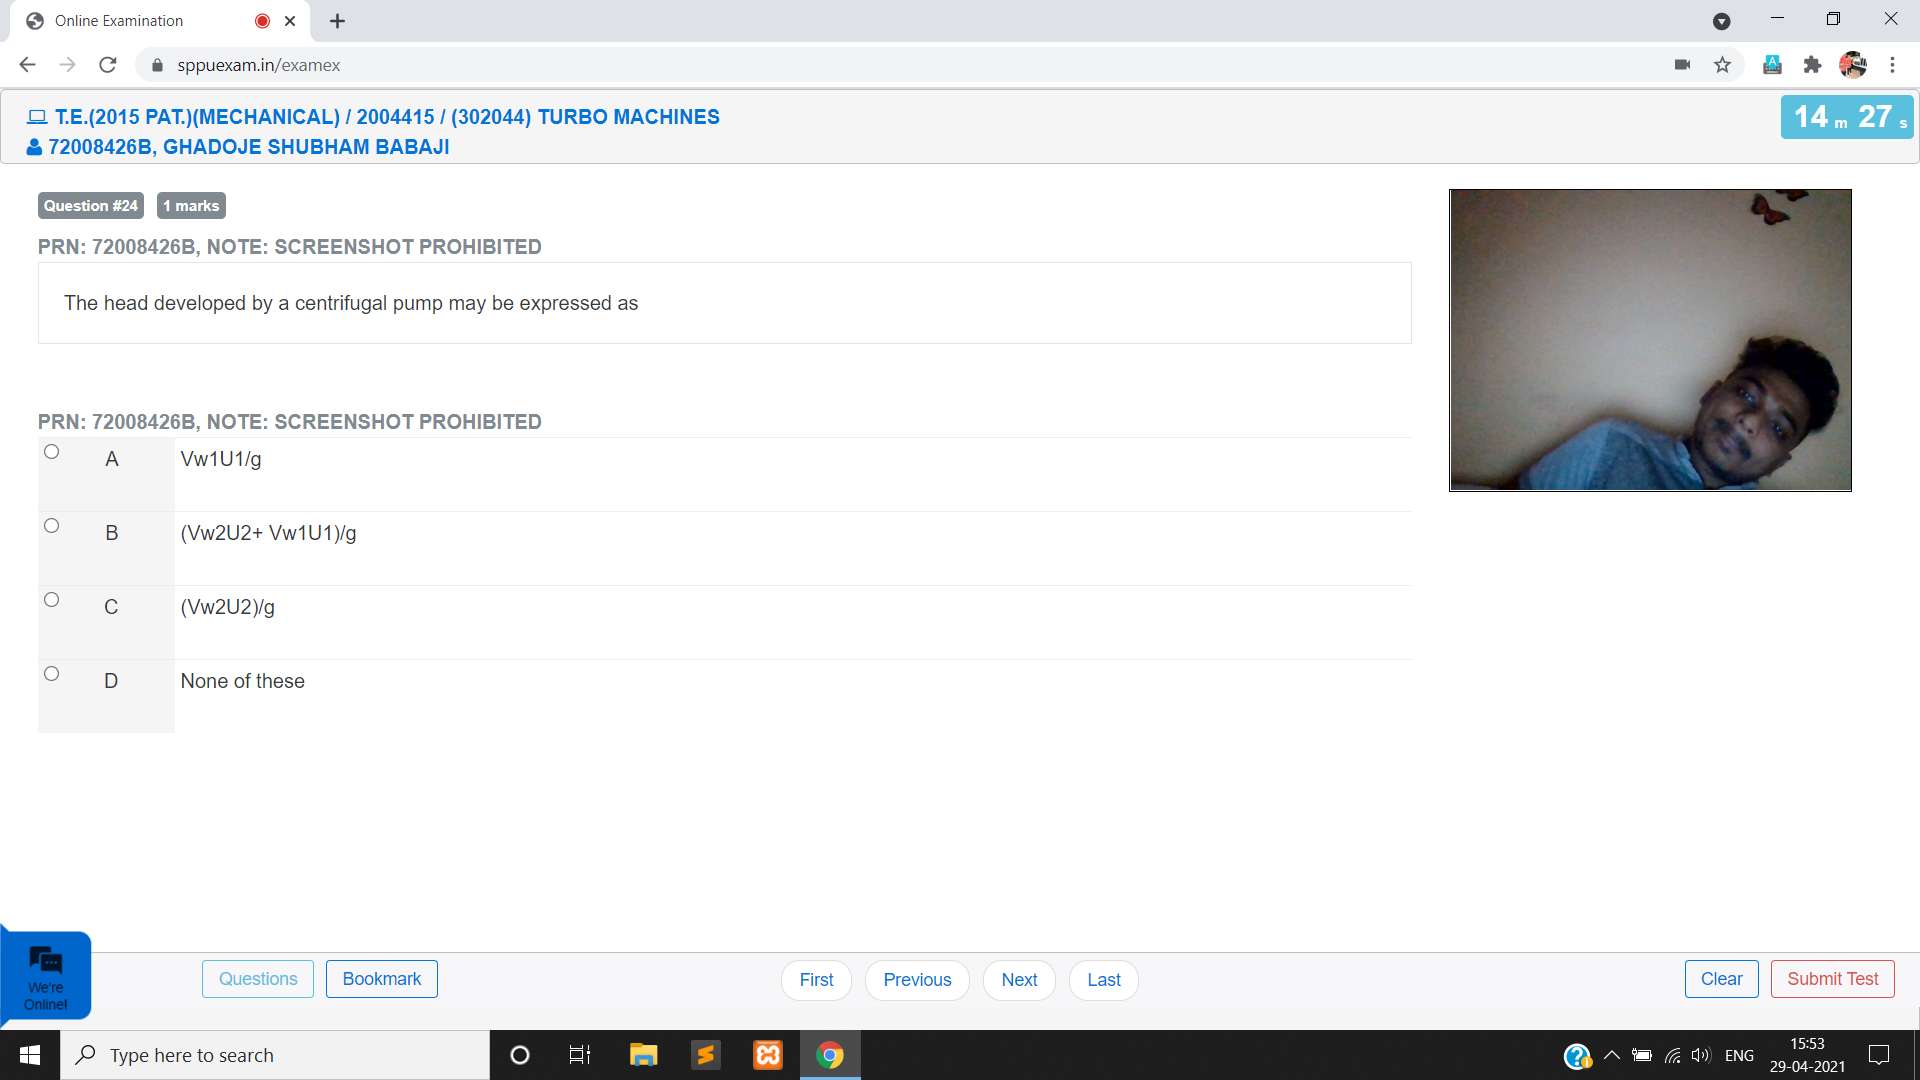 Online Examination
sppuexam.in/examex
T.E.(2015 PAT.)(MECHANICAL) / 2004415 / (302044) TURBO MACHINES
14 m 27 s
72008426B, GHADOJE SHUBHAM BABAJI
Question #24 1 marks
PRN: 72008426B, NOTE: SCREENSHOT PROHIBITED
The head developed by a centrifugal pump may be expressed as
PRN: 72008426B, NOTE: SCREENSHOT PROHIBITED
A Vw1U1/g
B (Vw2U2+ Vw1U1)/g
C (Vw2U2)/g
D None of these
We're
Online!
Questions Bookmark First Previous Next Last Clear Submit Test
Type here to search
ENG
15:53
29-04-2021